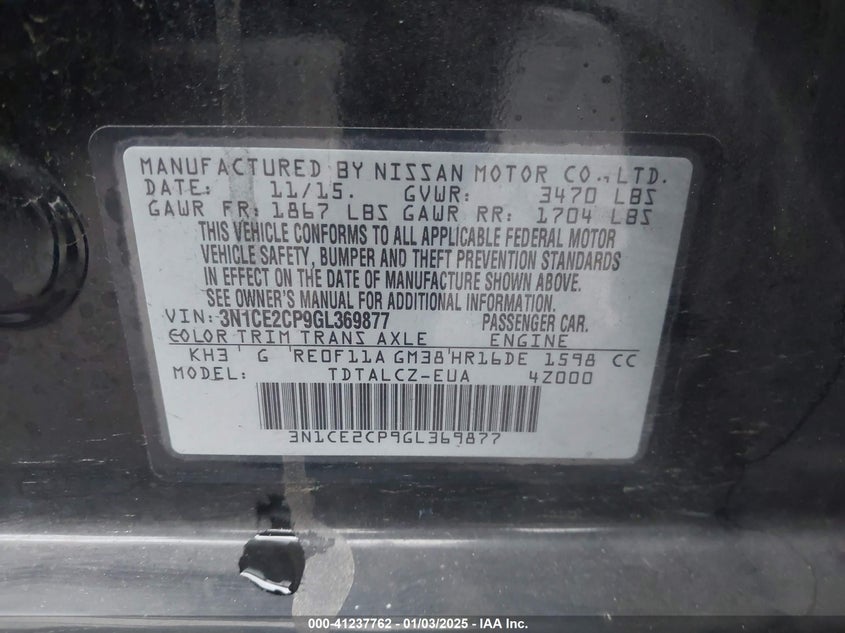 MANUFACTURED BY NISSAN MOTOR CO., LTD.
DATE: 11/15. GVWR: 3470 LBS
GAWR FR: 1867 LBS GAWR RR: 1704 LBS
THIS VEHICLE CONFORMS TO ALL APPLICABLE FEDERAL MOTOR
VEHICLE SAFETY, BUMPER AND THEFT PREVENTION STANDARDS
IN EFFECT ON THE DATE OF MANUFACTURE SHOWN ABOVE.
SEE OWNER'S MANUAL FOR ADDITIONAL INFORMATION.
VIN: 3N1CE2CP9GL369877 PASSENGER CAR.
COLOR TRIM TRANS AXLE ENGINE
KH3 G RE0F11A GM38 HR16DE 1598 CC
MODEL: TDTALCZ-EUA 4Z000
3N1CE2CP9GL369877
000-41237762 - 01/03/2025 - IAA Inc.